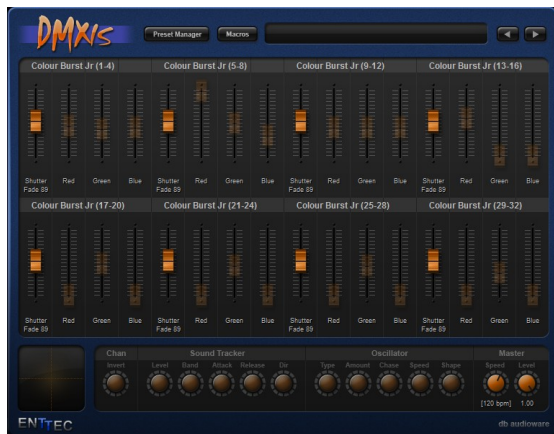 DMXIS Preset Manager Macros
Colour Burst Jr (1-4) Colour Burst Jr (5-8) Colour Burst Jr (9-12) Colour Burst Jr (13-16)
Shutter Red Green Blue Shutter Red Green Blue Shutter Red Green Blue Shutter Red Green Blue
Fade 89 Fade 89 Fade 89 Fade 89
Colour Burst Jr (17-20) Colour Burst Jr (21-24) Colour Burst Jr (25-28) Colour Burst Jr (29-32)
Shutter Red Green Blue Shutter Red Green Blue Shutter Red Green Blue Shutter Red Green Blue
Fade 89 Fade 89 Fade 89 Fade 89
Chan Sound Tracker Oscillator Master
Invert Level Band Attack Release Dir Type Amount Chase Speed Shape Speed Level
[120 bpm] 1.00
ENTTEC db audioware